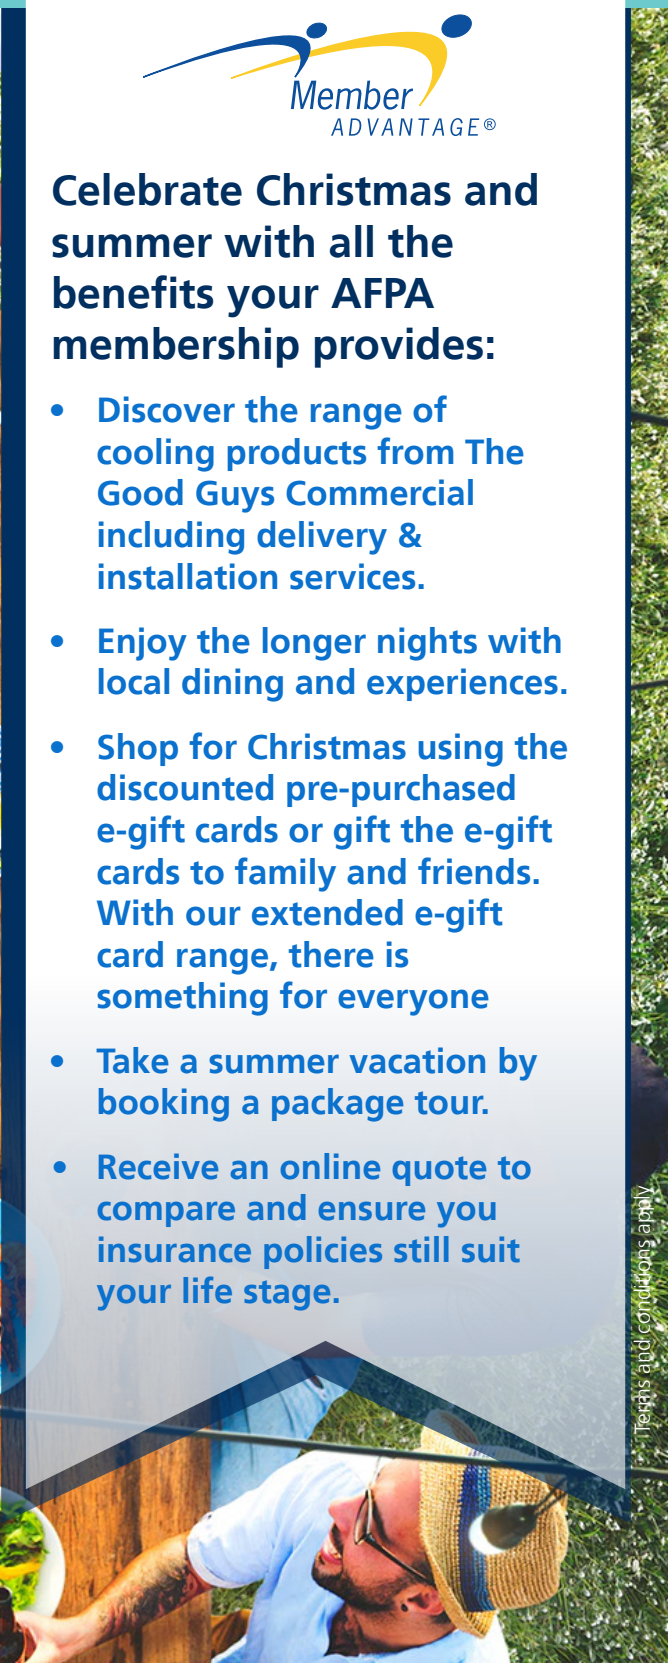 Member
ADVANTAGE®
Celebrate Christmas and
summer with all the
benefits your AFPA
membership provides:
• Discover the range of
cooling products from The
Good Guys Commercial
including delivery &
installation services.
• Enjoy the longer nights with
local dining and experiences.
• Shop for Christmas using the
discounted pre-purchased
e-gift cards or gift the e-gift
cards to family and friends.
With our extended e-gift
card range, there is
something for everyone
• Take a summer vacation by
booking a package tour.
• Receive an online quote to
compare and ensure you
insurance policies still suit
your life stage.
Terms and conditions apply